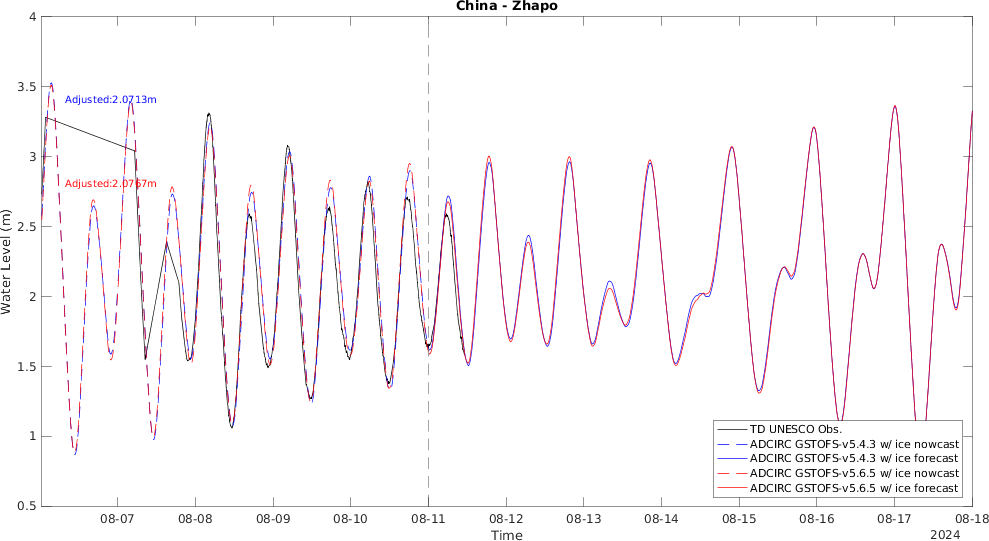 China - Zhapo
4
3.5
3
2.5
2
1.5
1
0.5
Water Level (m)
Adjusted:2.0713m
Adjusted:2.0767m
TD UNESCO Obs.
ADCIRC GSTOFS-v5.4.3 w/ ice nowcast
ADCIRC GSTOFS-v5.4.3 w/ ice forecast
ADCIRC GSTOFS-v5.6.5 w/ ice nowcast
ADCIRC GSTOFS-v5.6.5 w/ ice forecast
08-07 08-08 08-09 08-10 08-11 08-12 08-13 08-14 08-15 08-16 08-17 08-18
Time
2024